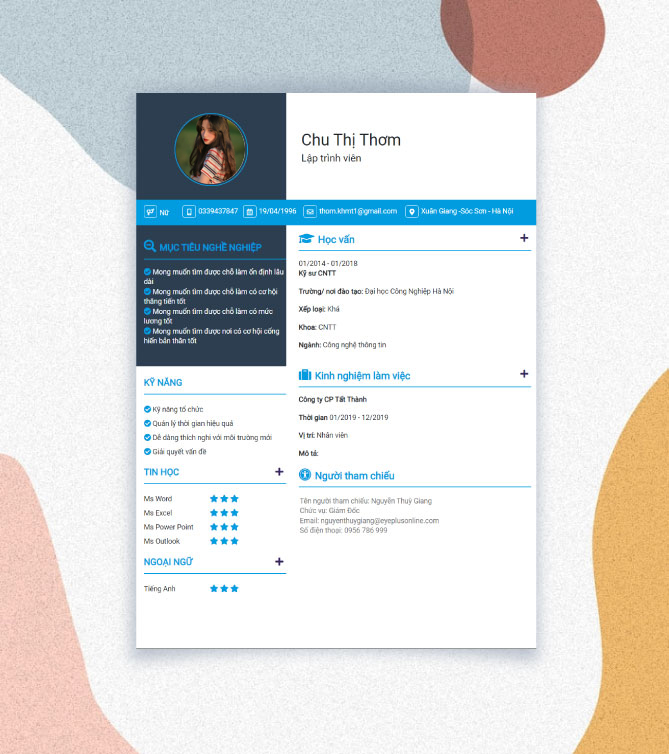 Chu Thị Thơm
Lập trình viên
Nữ
0339437847
19/04/1996
thom.khmt1@gmail.com
Xuân Giang -Sóc Sơn - Hà Nội
MỤC TIÊU NGHỀ NGHIỆP
Mong muốn tìm được chỗ làm ổn định lâu
dài
Mong muốn tìm được chỗ làm có cơ hội
thăng tiến tốt
Mong muốn tìm được chỗ làm có mức
lương tốt
Mong muốn tìm được nơi có cơ hội cống
hiến bản thân tốt
KỸ NĂNG
Kỹ năng tổ chức
Quản lý thời gian hiệu quả
Dễ dàng thích nghi với môi trường mới
Giải quyết vấn đề
TIN HỌC
Ms Word
Ms Excel
Ms Power Point
Ms Outlook
NGOẠI NGỮ
Tiếng Anh
Học vấn
01/2014 - 01/2018
Kỹ sư CNTT
Trường/ nơi đào tạo: Đại học Công Nghiệp Hà Nội
Xếp loại: Khá
Khoa: CNTT
Ngành: Công nghệ thông tin
Kinh nghiệm làm việc
Công ty CP Tất Thành
Thời gian 01/2019 - 12/2019
Vị trí: Nhân viên
Mô tả:
Người tham chiếu
Tên người tham chiếu: Nguyễn Thuỳ Giang
Chức vụ: Giám Đốc
Email: nguyenthuygiang@eyeplusonline.com
Số điện thoại: 0956 786 999